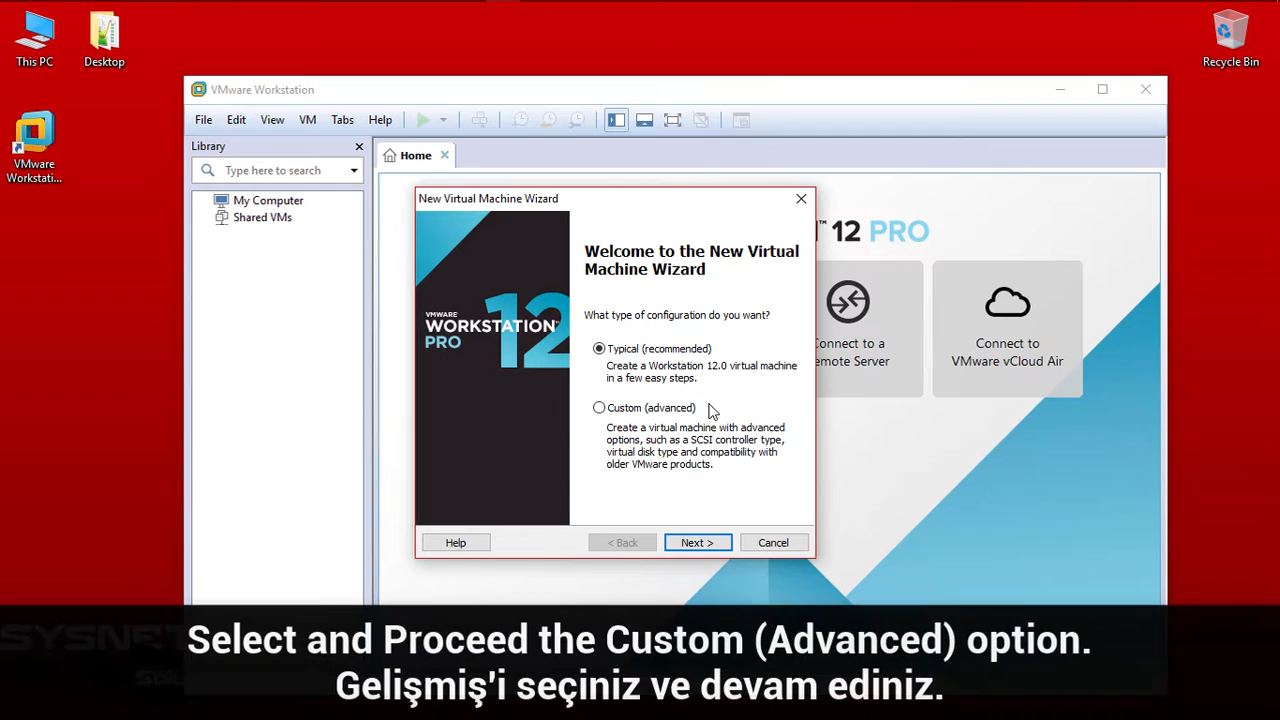 This PC
Desktop
Recycle Bin
VMware
Workstati...
VMware Workstation
File Edit View VM Tabs Help
Library
Type here to search
My Computer
Shared VMs
Home
™ 12 PRO
Connect to
emote Server
Connect to
VMware vCloud Air
New Virtual Machine Wizard
VMWARE
WORKSTATION™
PRO
12
Welcome to the New Virtual
Machine Wizard
What type of configuration do you want?
Typical (recommended)
Create a Workstation 12.0 virtual machine
in a few easy steps.
Custom (advanced)
Create a virtual machine with advanced
options, such as a SCSI controller type,
virtual disk type and compatibility with
older VMware products.
Help < Back Next > Cancel
Select and Proceed the Custom (Advanced) option.
Gelişmiş'i seçiniz ve devam ediniz.